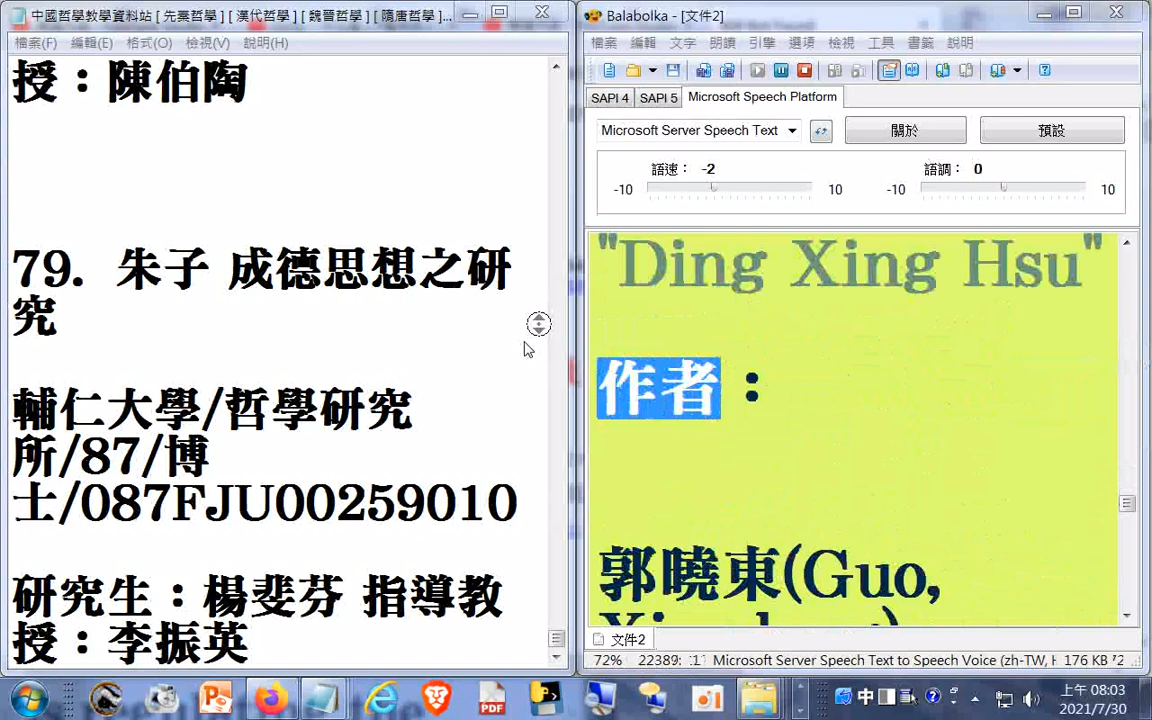 中國哲學教學資料站 [ 先秦哲學 ] [ 漢代哲學 ] [ 魏晉哲學 ] [ 隋唐哲學 ]...
檔案(F) 編輯(E) 格式(O) 檢視(V) 說明(H)
授：陳伯陶
79. 朱子 成德思想之研
究
輔仁大學/哲學研究
所/87/博
士/087FJU00259010
研究生：楊斐芬 指導教
授：李振英
Balabolka - [文件2]
檔案 編輯 文字 朗讀 引擎 選項 檢視 工具 書籤 說明
SAPI 4 SAPI 5 Microsoft Speech Platform
Microsoft Server Speech Text 關於 預設
語速： -2 語調： 0
-10 10 -10 10
"Ding Xing Hsu"
作者：
郭曉東(Guo,
文件2
72% 22389: Microsoft Server Speech Text to Speech Voice (zh-TW, H 176 KB
PDF 中 上午 08:03
2021/7/30